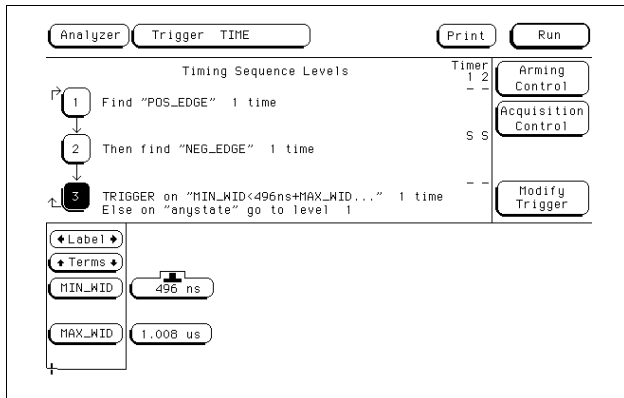 Analyzer Trigger TIME Print Run
Timing Sequence Levels
Timer
1 2
Arming Control
- -
1 Find "POS_EDGE" 1 time
Acquisition Control
S S
2 Then find "NEG_EDGE" 1 time
- -
3 TRIGGER on "MIN_WID<496ns+MAX_WID..." 1 time
Else on "anystate" go to level 1
Modify Trigger
Label
Terms
MIN_WID 496 ns
MAX_WID 1.008 us